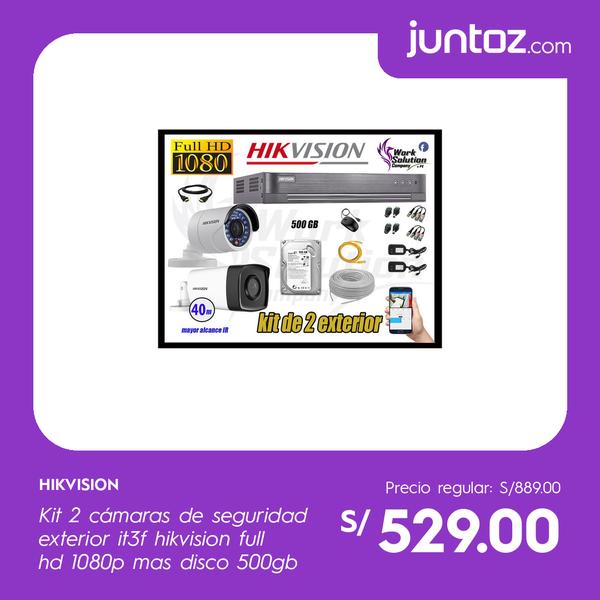 juntoz.com
Full HD
1080
HIKVISION
Work
Solution
Company
500 GB
HIKVISION
HIKVISION
40m
mayor alcance IR
kit de 2 exterior
HIKVISION
Precio regular: S/889.00
Kit 2 cámaras de seguridad
exterior it3f hikvision full
hd 1080p mas disco 500gb
S/ 529.00